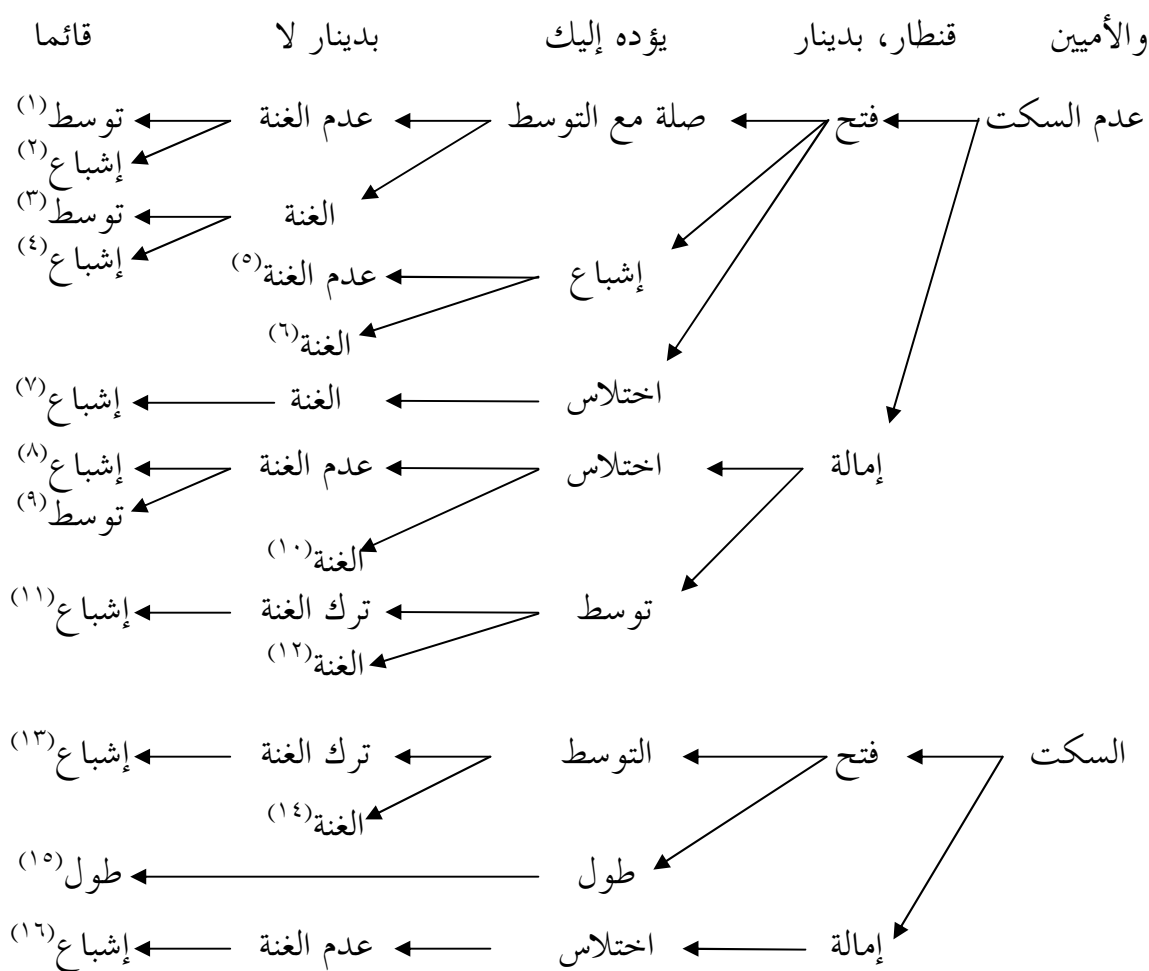 والأميين قنطار، بدينار يؤده إليك بدينار لا قائما
عدم السكت فتح صلة مع التوسط عدم الغنة توسط(١)
إشباع(٢)
الغنة توسط(٣)
إشباع(٤)
إشباع عدم الغنة(٥)
الغنة(٦)
اختلاس الغنة إشباع(٧)
إمالة اختلاس عدم الغنة إشباع(٨)
توسط(٩)
الغنة(١٠)
توسط ترك الغنة إشباع(١١)
الغنة(١٢)
السكت فتح التوسط ترك الغنة إشباع(١٣)
الغنة(١٤)
طول طول(١٥)
إمالة اختلاس عدم الغنة إشباع(١٦)